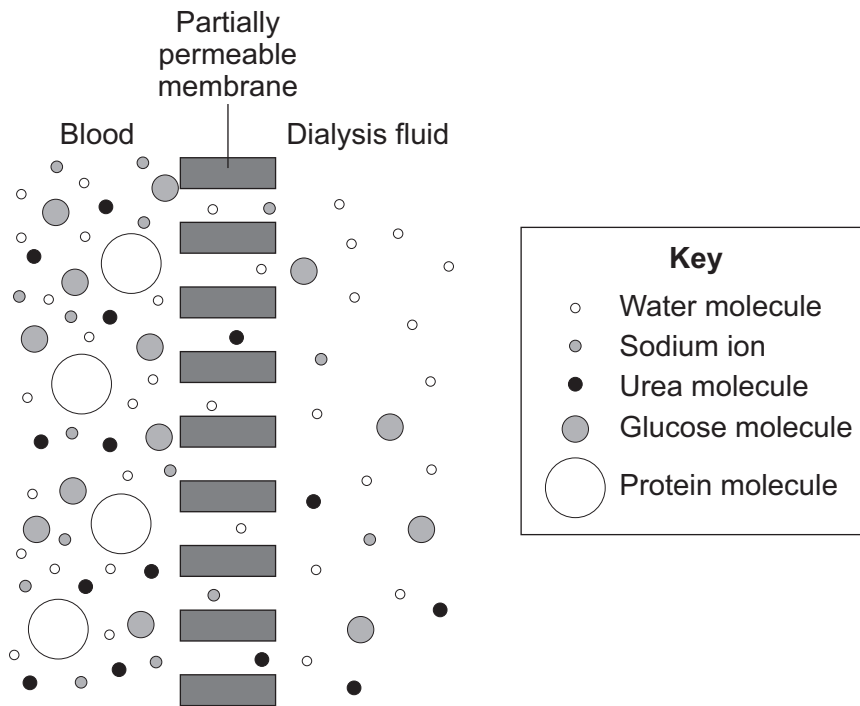 Partially
permeable
membrane
Blood
Dialysis fluid
Key
Water molecule
Sodium ion
Urea molecule
Glucose molecule
Protein molecule